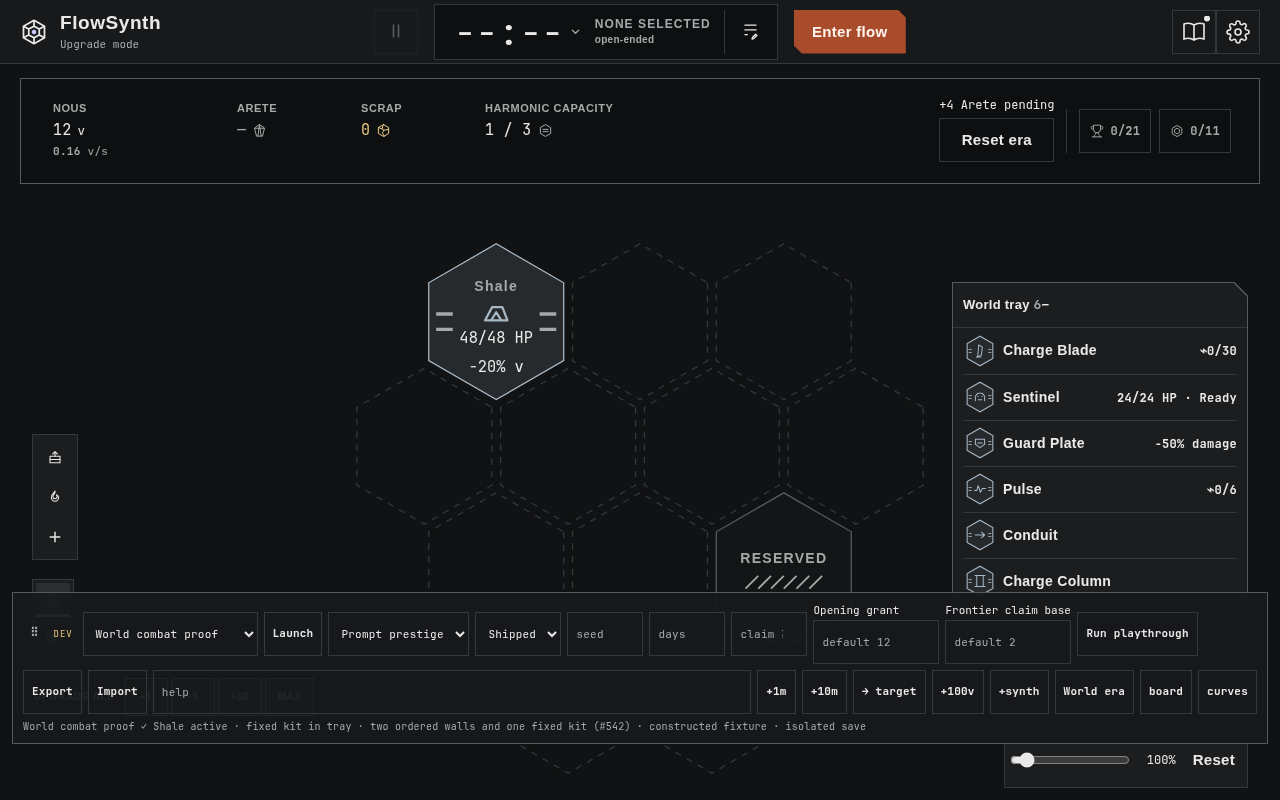 FlowSynth
Upgrade mode
––:––
NONE SELECTED
open-ended
Enter flow
NOUS
12 v
0.16 v/s
ARETE
–
SCRAP
0
HARMONIC CAPACITY
1 / 3
+4 Arete pending
Reset era
0/21
0/11
Shale
48/48 HP
-20% v
RESERVED
World tray 6–
Charge Blade
⌁0/30
Sentinel
24/24 HP · Ready
Guard Plate
-50% damage
Pulse
⌁0/6
Conduit
Charge Column
DEV
World combat proof
Launch
Prompt prestige
Shipped
seed
days
claim
Opening grant
default 12
Frontier claim base
default 2
Run playthrough
Export
Import
help
+10
MAX
+1m
+10m
→ target
+100v
+synth
World era
board
curves
World combat proof ✓ Shale active · fixed kit in tray · two ordered walls and one fixed kit (#542) · constructed fixture · isolated save
100%
Reset